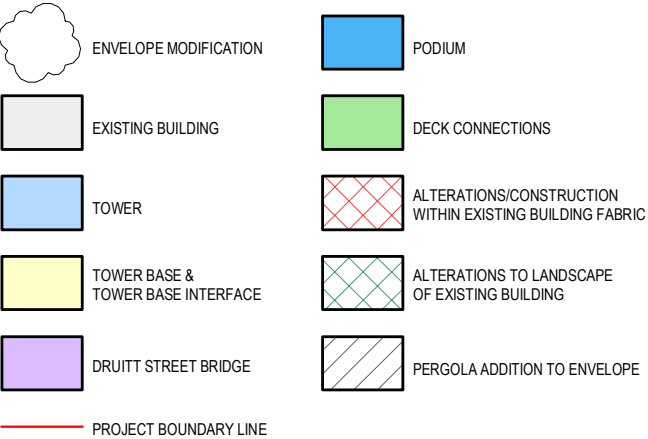 ENVELOPE MODIFICATION
EXISTING BUILDING
TOWER
TOWER BASE &
TOWER BASE INTERFACE
DRUITT STREET BRIDGE
PROJECT BOUNDARY LINE
PODIUM
DECK CONNECTIONS
ALTERATIONS/CONSTRUCTION
WITHIN EXISTING BUILDING FABRIC
ALTERATIONS TO LANDSCAPE
OF EXISTING BUILDING
PERGOLA ADDITION TO ENVELOPE